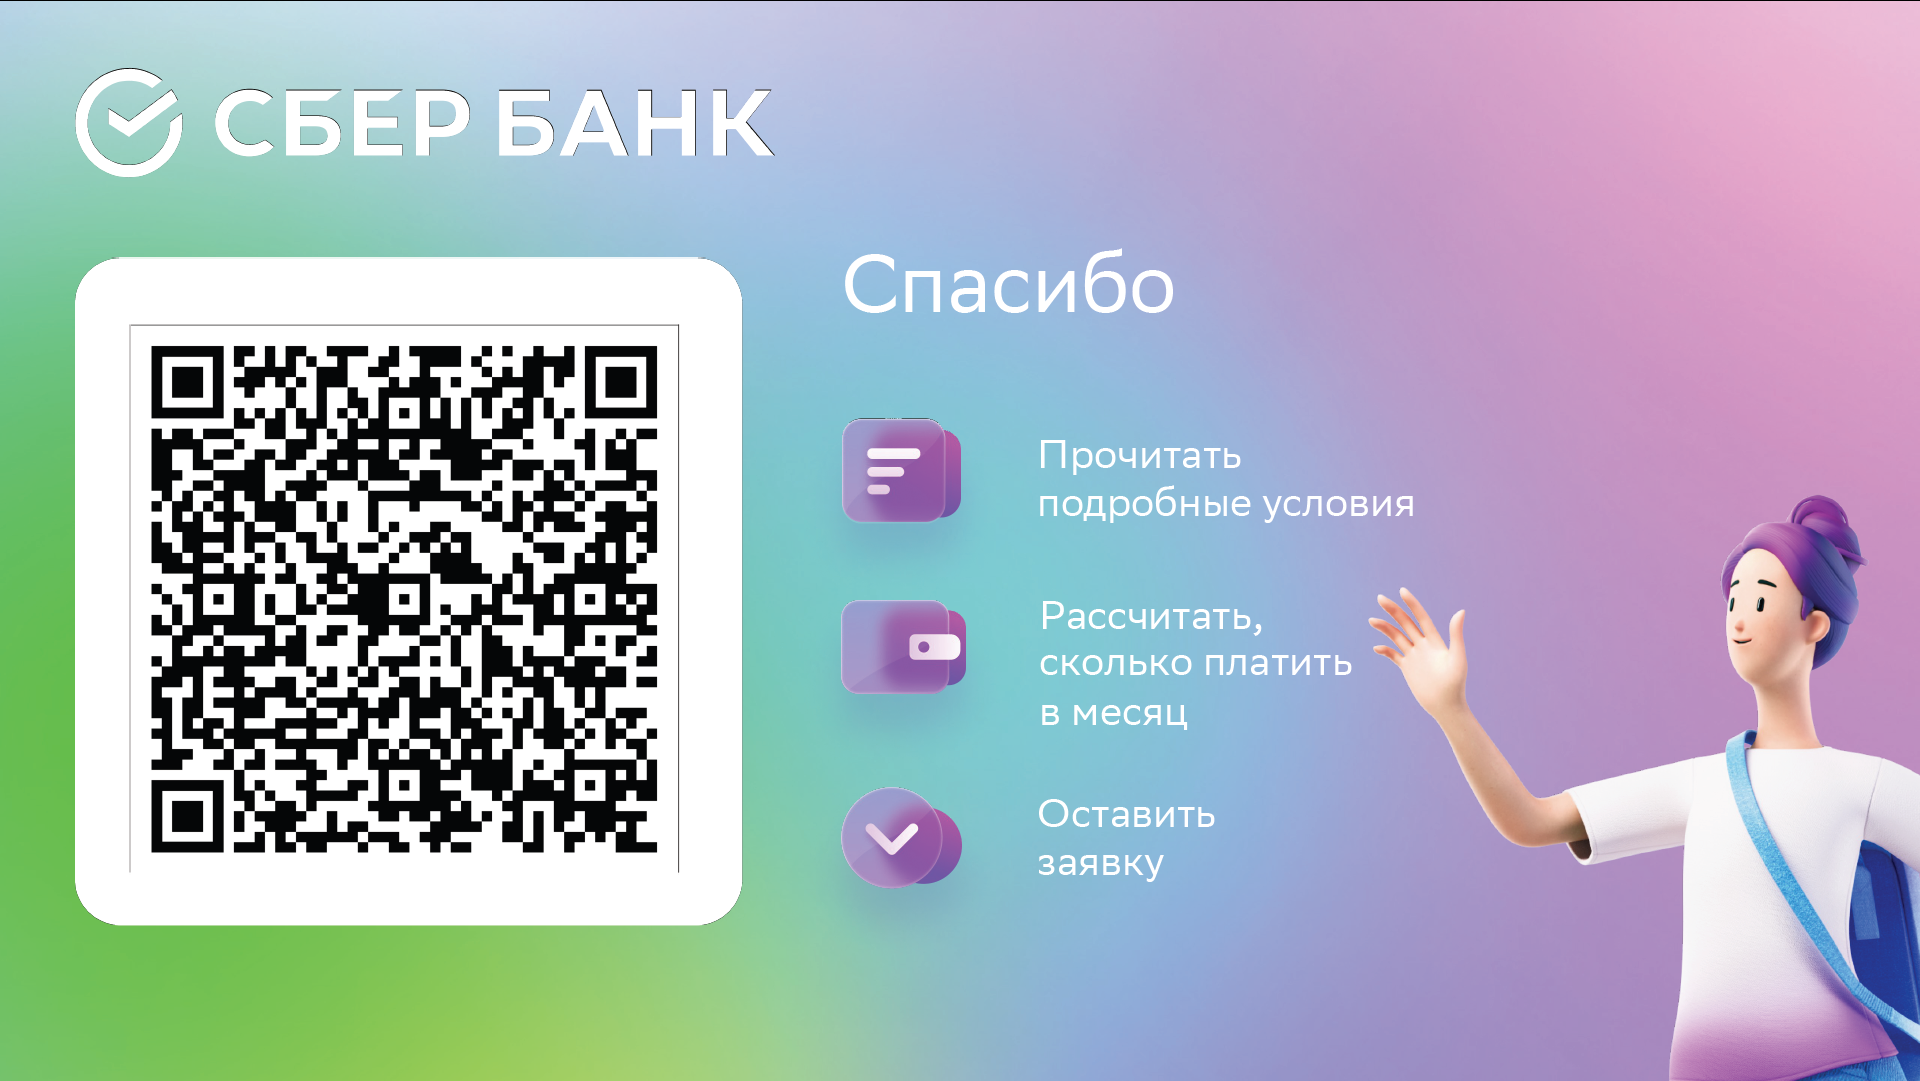 СБЕР БАНК
Спасибо
Прочитать
подробные условия
Рассчитать,
сколько платить
в месяц
Оставить
заявку